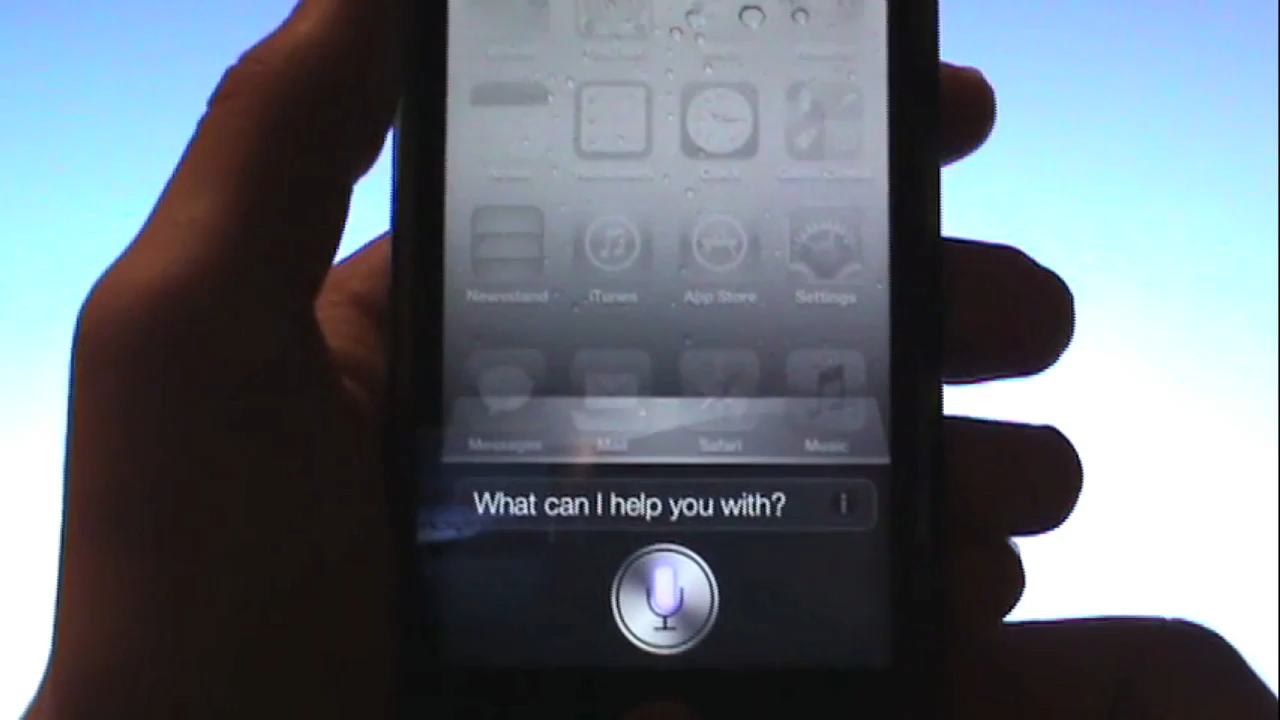 Newsstand iTunes App Store Settings
Messages Mail Safari Music
What can I help you with? i